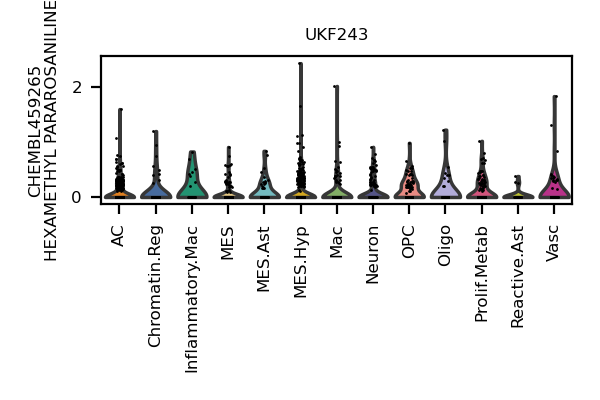 UKF243
CHEMBL459265
HEXAMETHYL PARAROSANILINE
2
0
AC
Chromatin.Reg
Inflammatory.Mac
MES
MES.Ast
MES.Hyp
Mac
Neuron
OPC
Oligo
Prolif.Metab
Reactive.Ast
Vasc